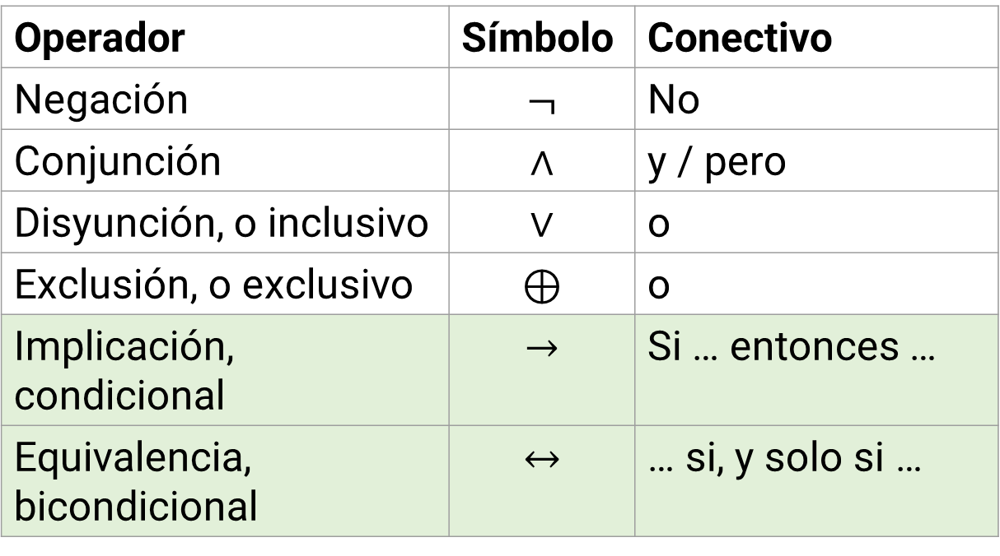 Operador Símbolo Conectivo
Negación ¬ No
Conjunción ∧ y / pero
Disyunción, o inclusivo ∨ o
Exclusión, o exclusivo ⊕ o
Implicación, → Si … entonces …
condicional
Equivalencia, ↔ … si, y solo si …
bicondicional